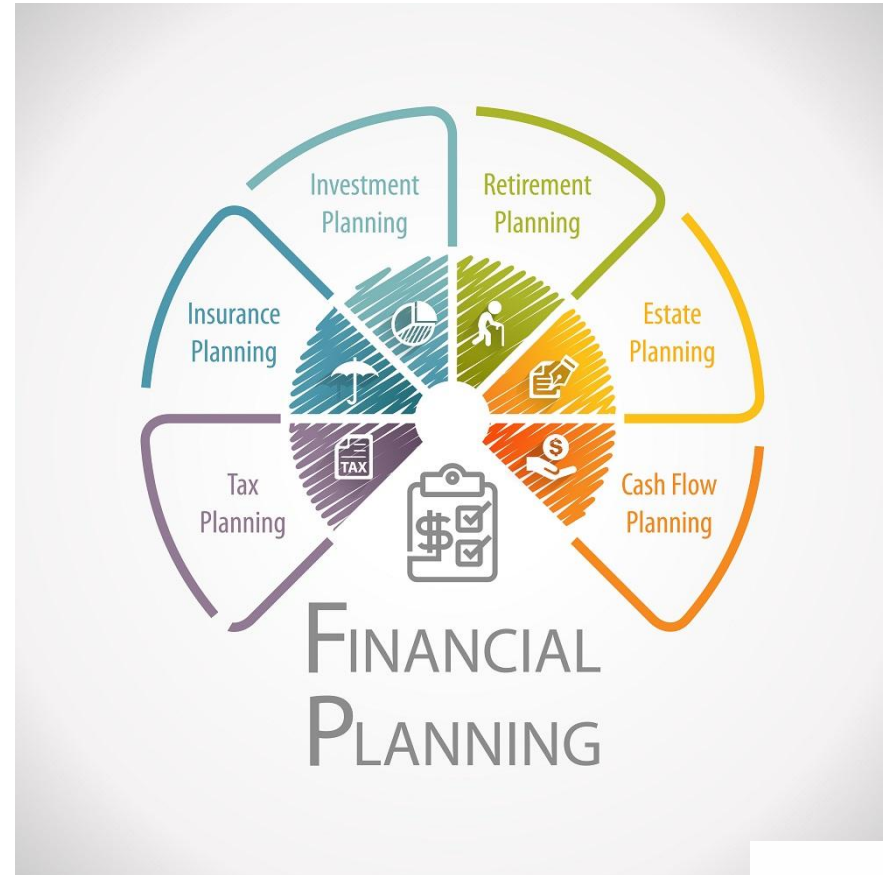 Investment
Planning
Retirement
Planning
Insurance
Planning
Estate
Planning
Tax
Planning
Cash Flow
Planning
TAX
$
$
FINANCIAL
PLANNING